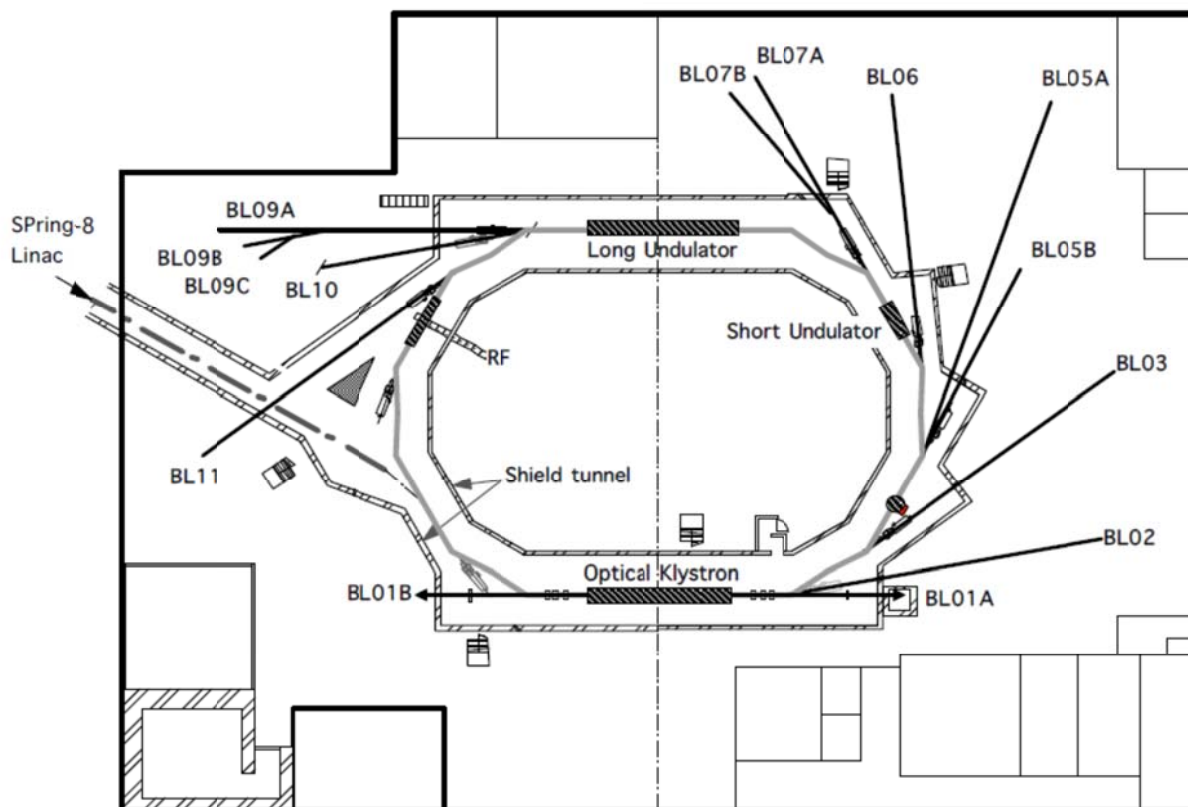 BL07A
BL07B
BL06
BL05A
BL09A
SPring-8
Linac
BL09B
BL09C
BL10
Long Undulator
BL05B
Short Undulator
RF
BL03
BL11
Shield tunnel
BL02
Optical Klystron
BL01B
BL01A